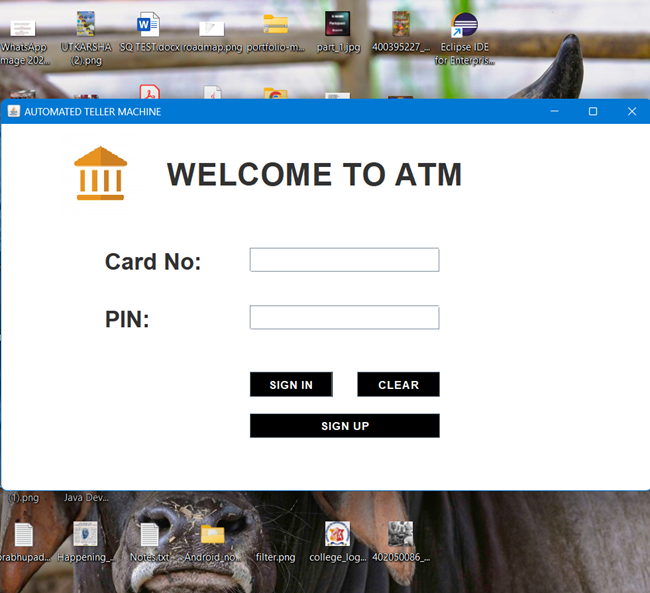 WhatsApp UTKARSHA SQ TEST.docx roadmap.png portfolio-m... part_1.jpg 400395227_... Eclipse IDE
mage 202... (2).png for Enterpris...
AUTOMATED TELLER MACHINE
WELCOME TO ATM
Card No:
PIN:
SIGN IN CLEAR
SIGN UP
(1).png Java Dev...
prabhupad... Happening_... Notes.txt Android_no... filter.png college_log... 402050086_...